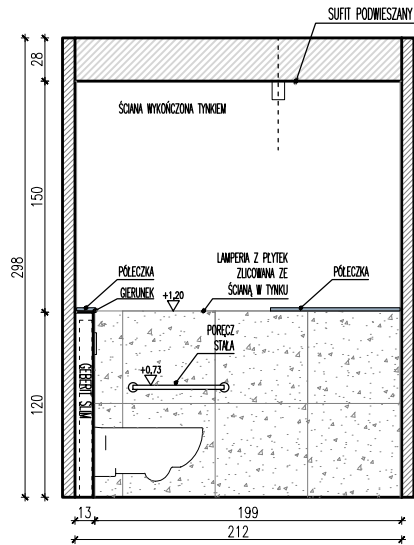 SUFIT PODWIESZANY
28
ŚCIANA WYKOŃCZONA TYNKIEM
150
298
LAMPERIA Z PŁYTEK
ZLICOWANA ZE
ŚCIANĄ W TYNKU
PÓŁECZKA
PÓŁECZKA
GIERUNEK
+1,20
PORĘCZ
STAŁA
+0,73
GEBERIT SLIM
120
13
199
212